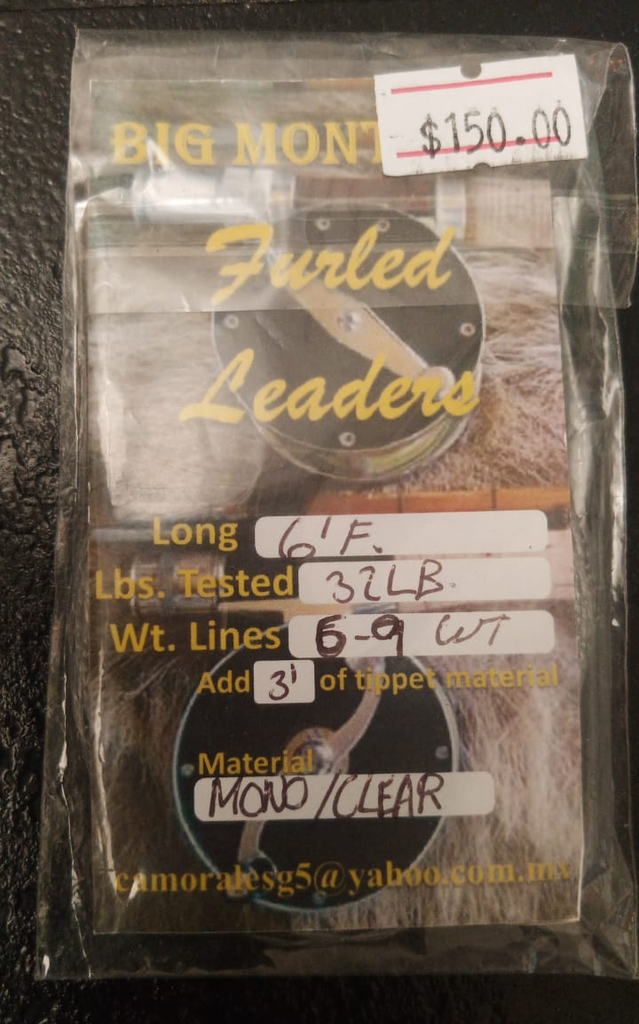 $150.00
BIG MONT
Furled
Leaders
Long 6' F.
Lbs. Tested 32LB.
Wt. Lines 6-9 WT
Add 3' of tippet material
Material
MONO/CLEAR
camoralesg5@yahoo.com.mx